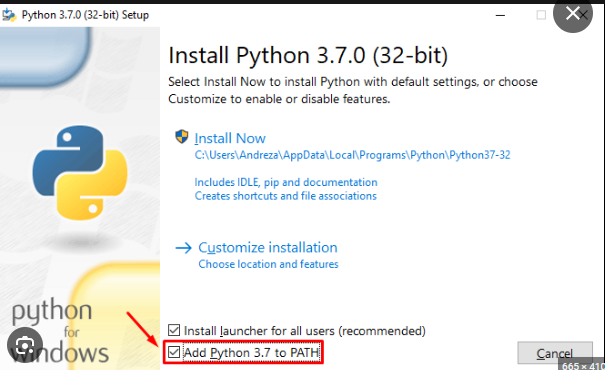 Python 3.7.0 (32-bit) Setup
Install Python 3.7.0 (32-bit)
Select Install Now to install Python with default settings, or choose
Customize to enable or disable features.
Install Now
C:\Users\Andreza\AppData\Local\Programs\Python\Python37-32
Includes IDLE, pip and documentation
Creates shortcuts and file associations
Customize installation
Choose location and features
python
for
windows
Install launcher for all users (recommended)
Add Python 3.7 to PATH
Cancel